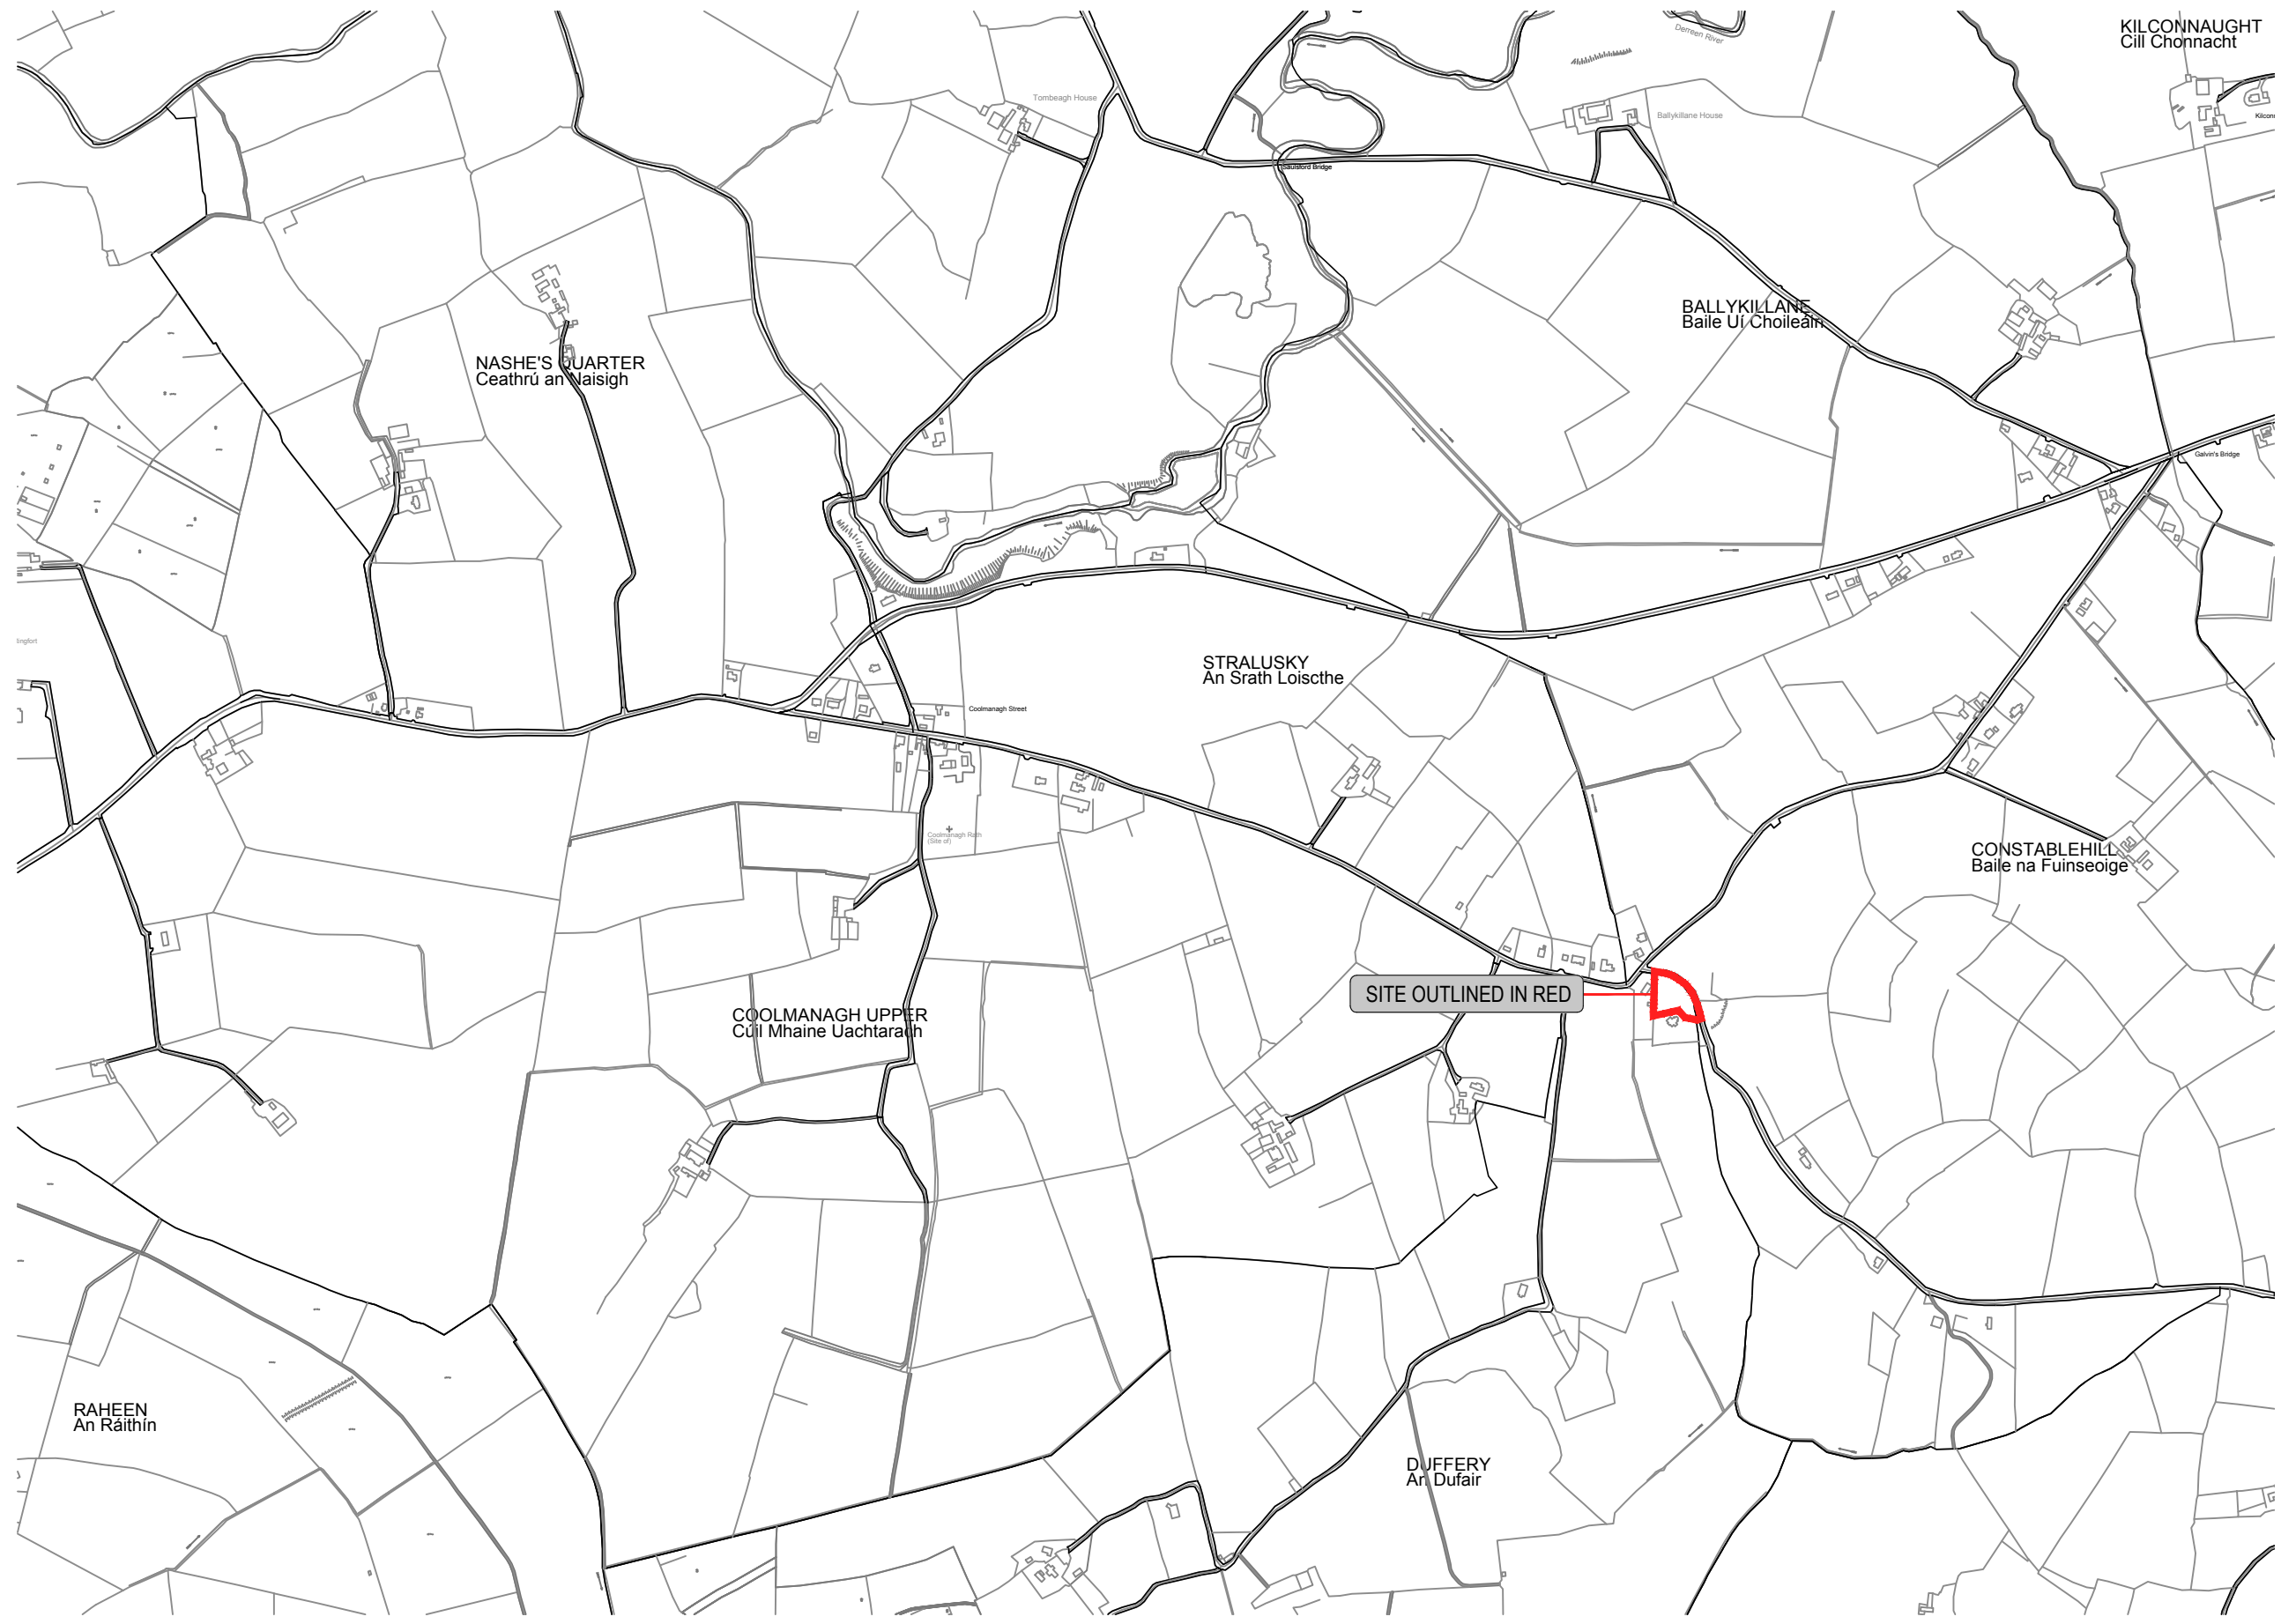 KILCONNAUGHT
Cill Chonnacht
Derreen River
Tombeagh House
Ballykillane House
Saulsford Bridge
BALLYKILLANE
Baile Uí Choileáin
NASHE'S QUARTER
Ceathrú an Naisigh
Galvin's Bridge
STRALUSKY
An Srath Loiscthe
Coolmanagh Street
Coolmanagh Rath
(Site of)
CONSTABLEHILL
Baile na Fuinseoige
SITE OUTLINED IN RED
COOLMANAGH UPPER
Cúil Mhaine Uachtarach
RAHEEN
An Ráithín
DUFFERY
An Dufair